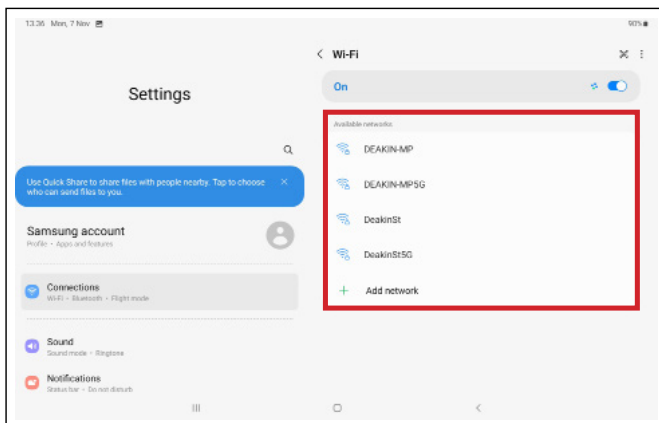 13.36 Mon, 7 Nov
90%
Settings
Use Quick Share to share files with people nearby. Tap to choose
who can send files to you.
Samsung account
Profile • Apps and features
Connections
Wi-Fi • Bluetooth • Flight mode
Sound
Sound mode • Ringtone
Notifications
Status bar • Do not disturb
Wi-Fi
On
Available networks
DEAKIN-MP
DEAKIN-MP5G
DeakinSt
DeakinSt5G
Add network